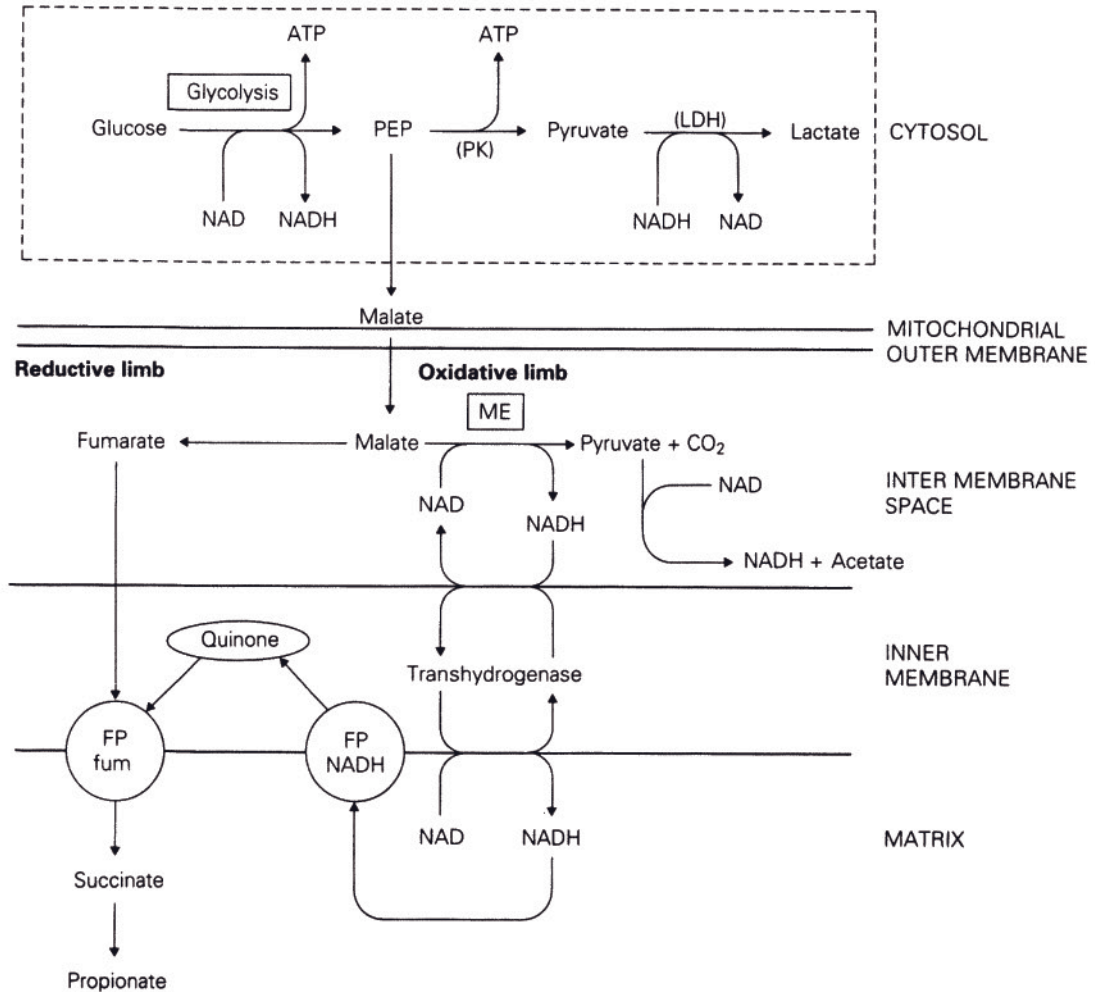 ATP ATP
Glycolysis
Glucose PEP Pyruvate (LDH) Lactate CYTOSOL
(PK)
NAD NADH NADH NAD
Malate
MITOCHONDRIAL
OUTER MEMBRANE
Reductive limb Oxidative limb
ME
Fumarate Malate Pyruvate + CO₂
NAD NAD INTER MEMBRANE
SPACE
NADH
NADH + Acetate
Quinone
Transhydrogenase INNER
MEMBRANE
FP FP
fum NADH
NAD NADH MATRIX
Succinate
Propionate